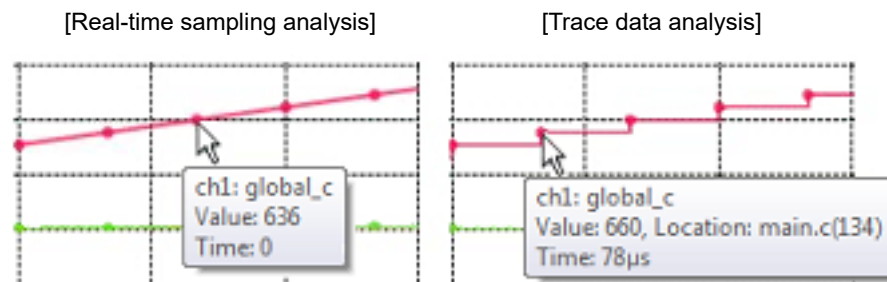 [Real-time sampling analysis]
[Trace data analysis]
ch1: global_c
Value: 636
Time: 0
ch1: global_c
Value: 660, Location: main.c(134)
Time: 78µs